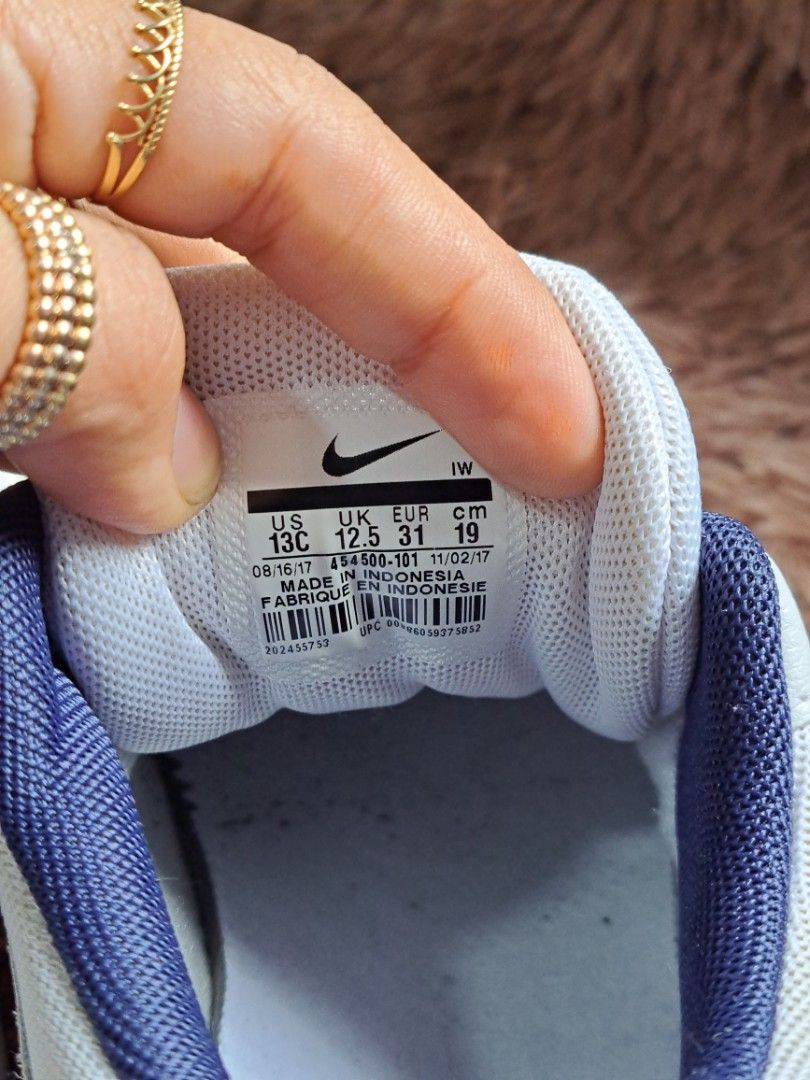 IW
US UK EUR cm
13C 12.5 31 19
08/16/17 454500-101 11/02/17
MADE IN INDONESIA
FABRIQUE EN INDONESIE
202455753 UPC